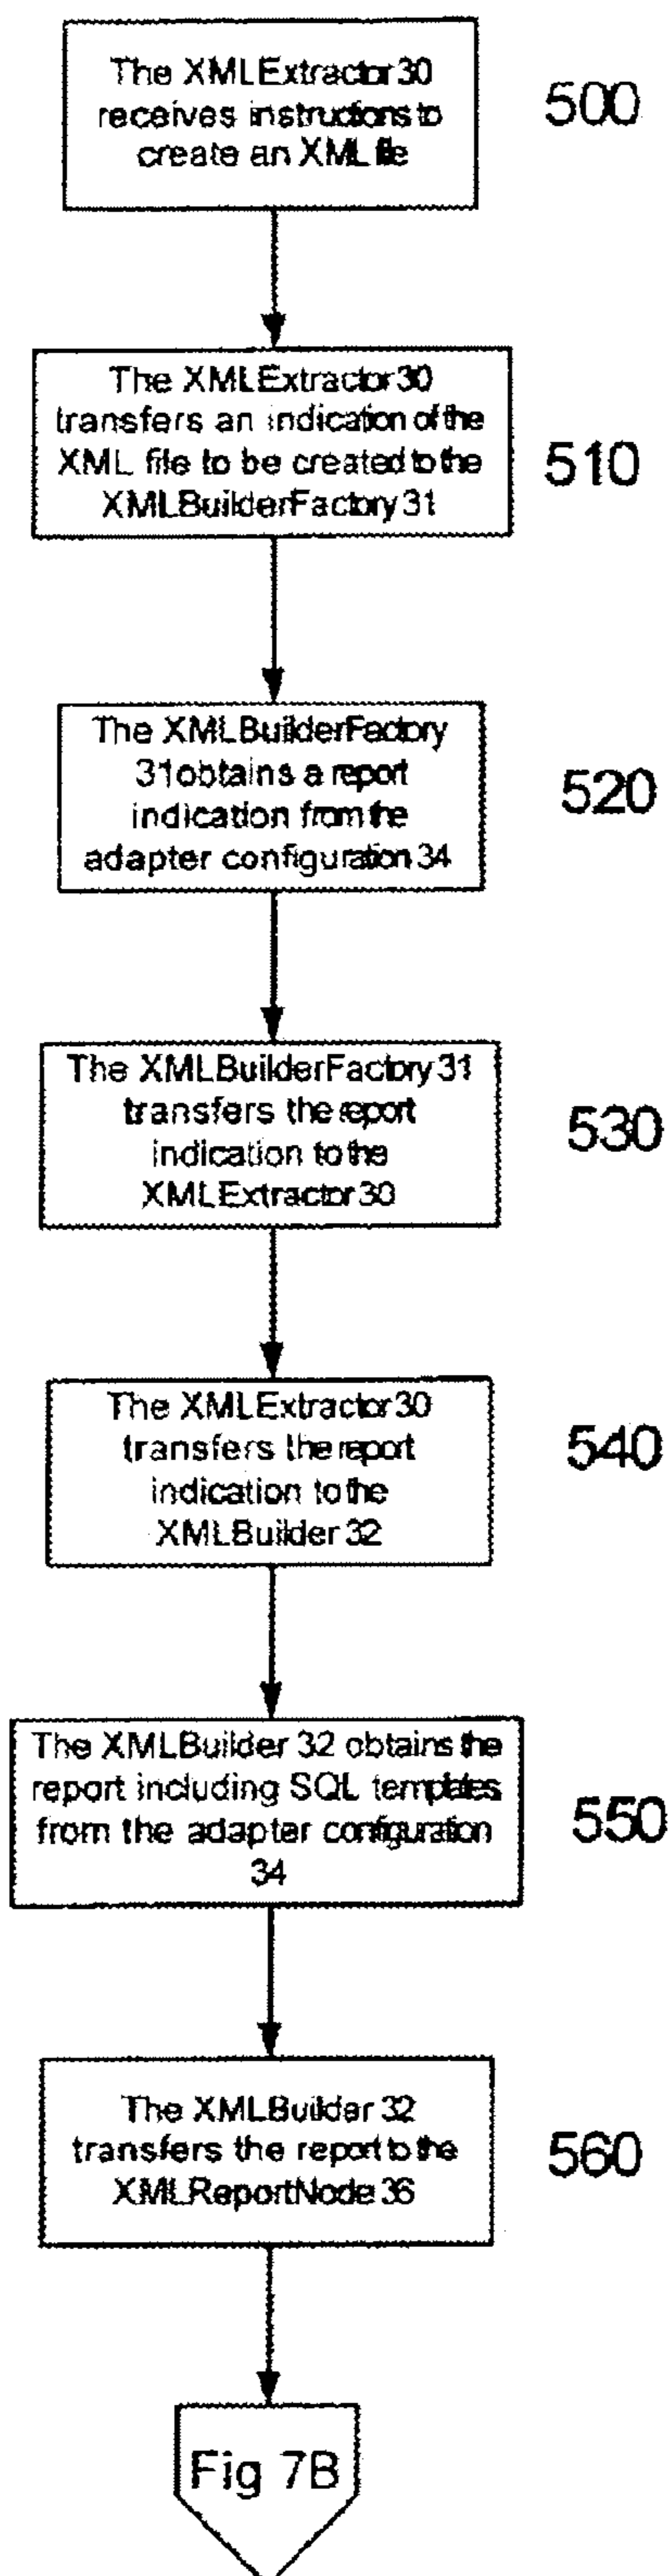 The XMLExtractor 30
receives instructions to
create an XML file
500
The XMLExtractor 30
transfers an indication of the
XML file to be created to the
XMLBuilderFactory 31
510
The XMLBuilderFactory
31 obtains a report
indication from the
adapter configuration 34
520
The XMLBuilderFactory 31
transfers the report
indication to the
XMLExtractor 30
530
The XMLExtractor 30
transfers the report
indication to the
XMLBuilder 32
540
The XMLBuilder 32 obtains the
report including SQL templates
from the adapter configuration
34
550
The XMLBuilder 32
transfers the report to the
XMLReportNode 36
560
Fig 7B